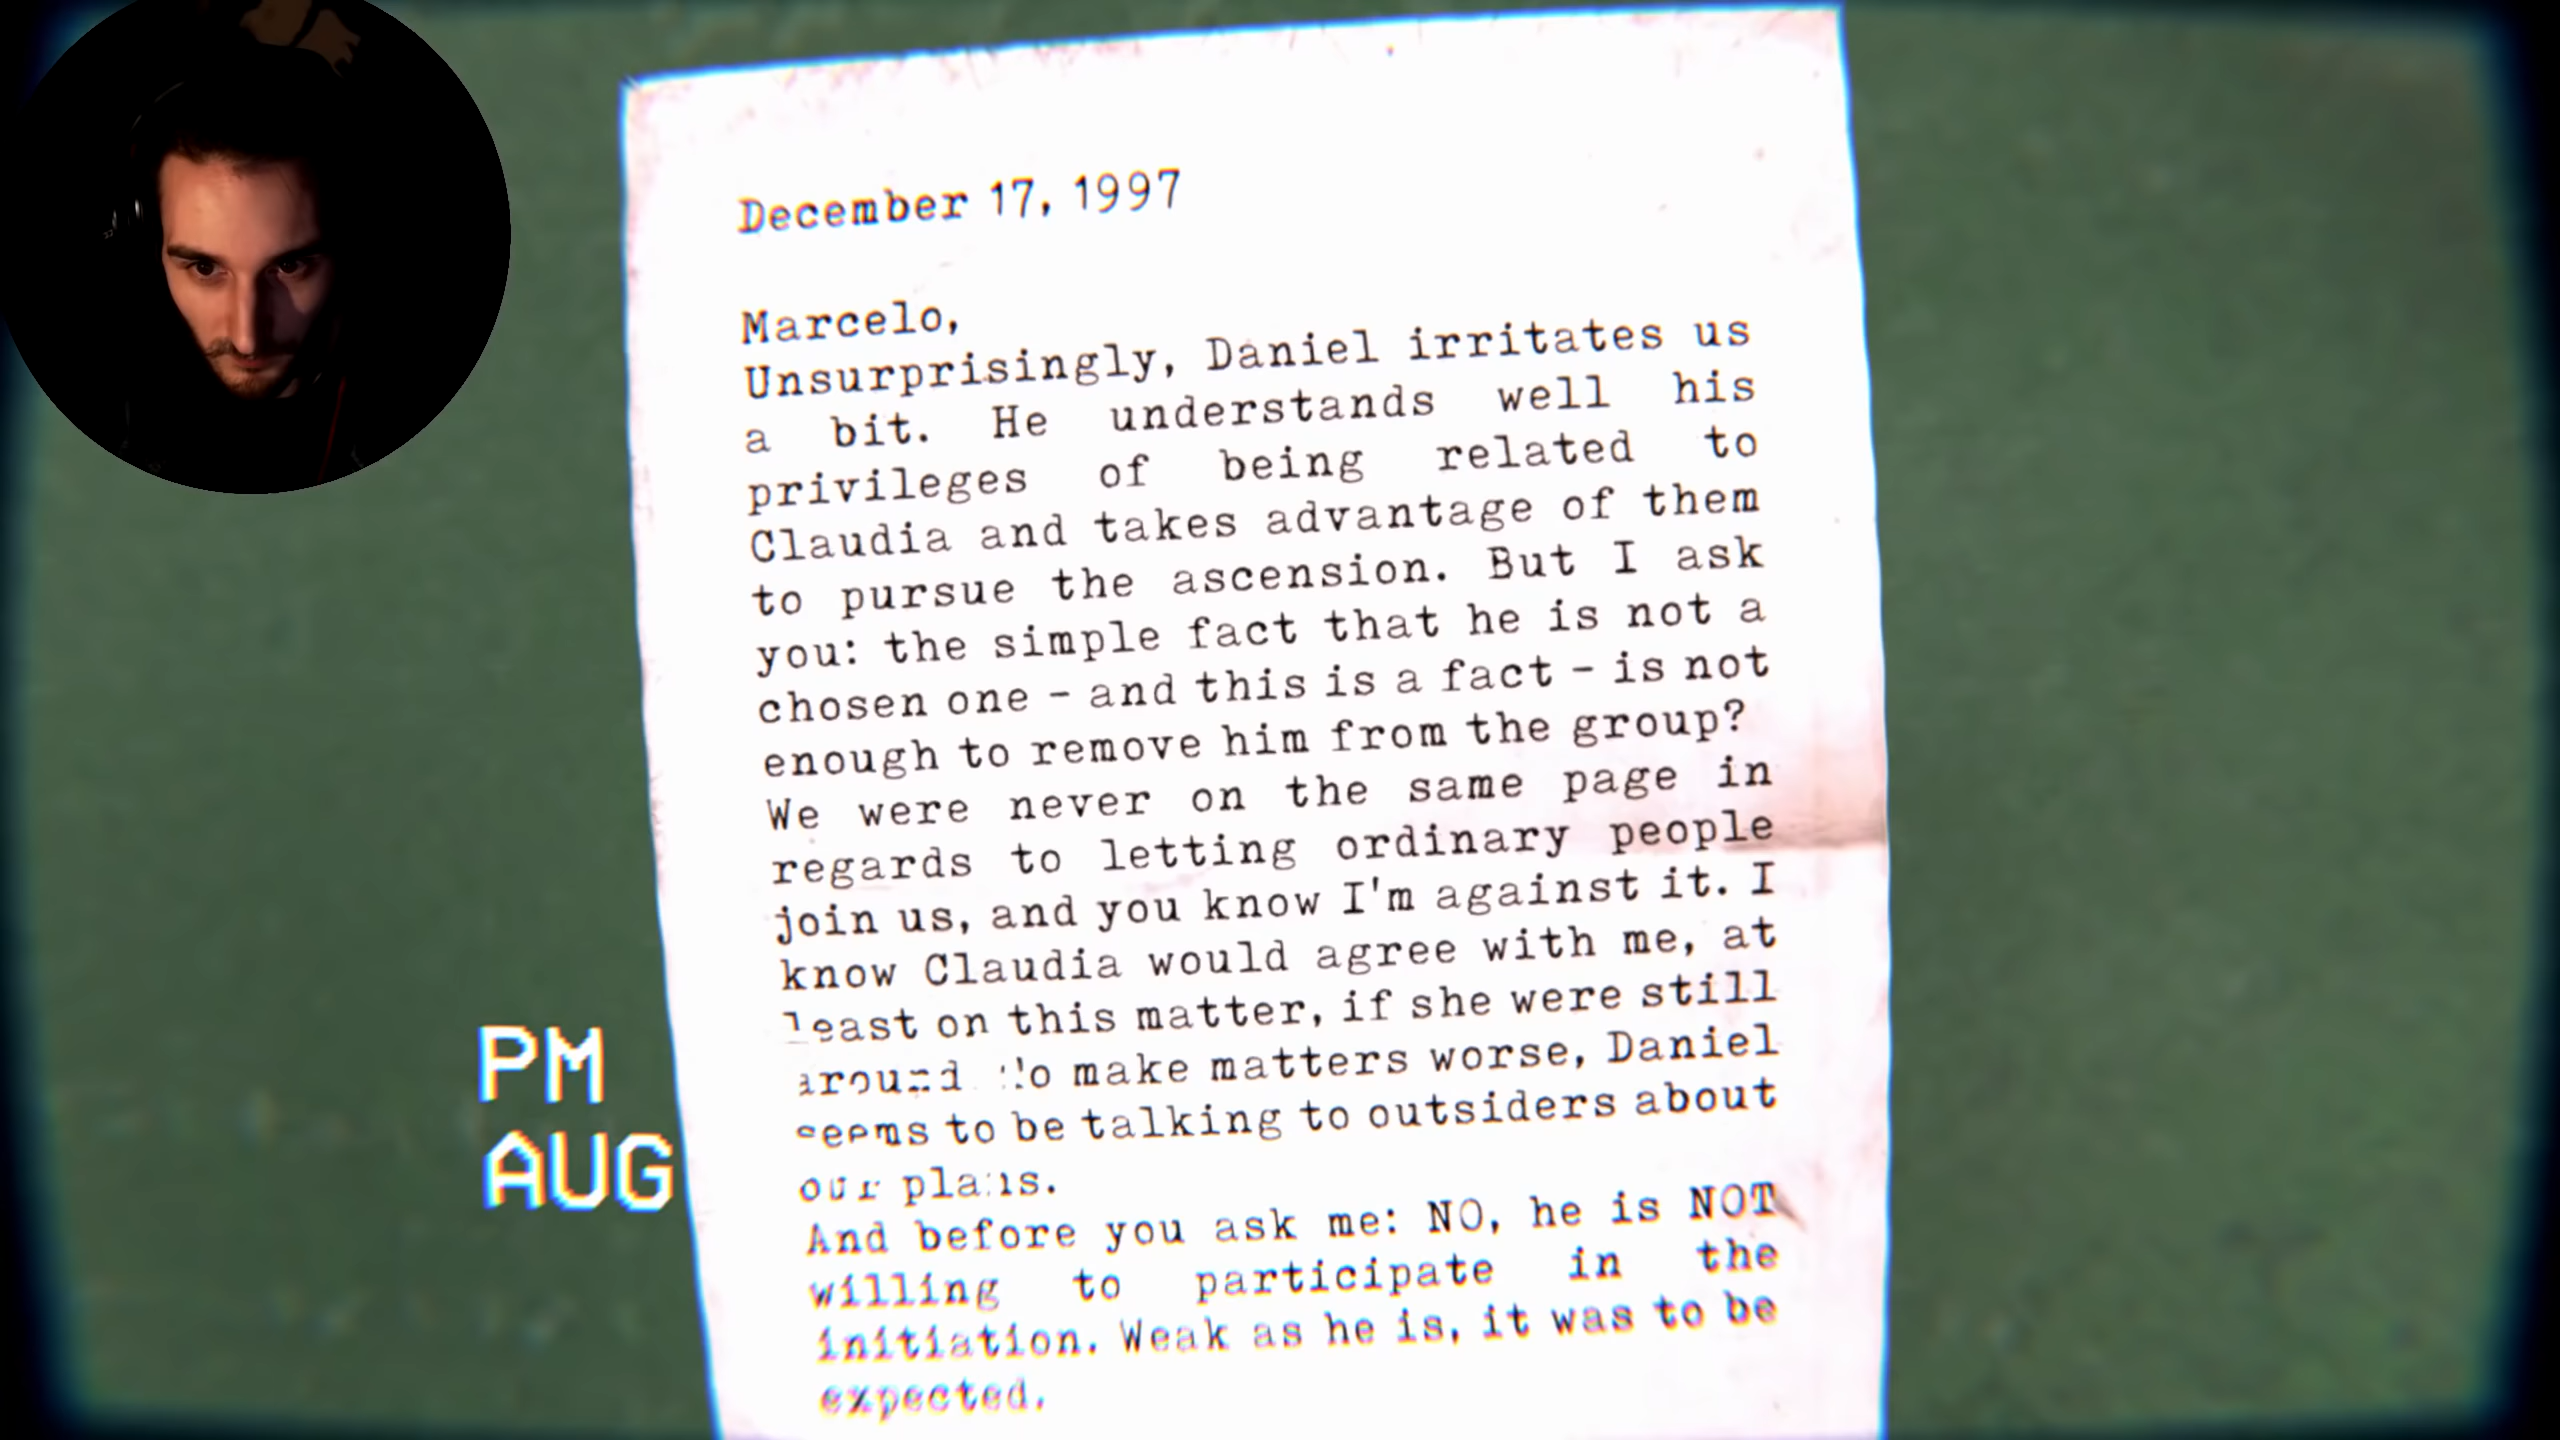 December 17, 1997
Marcelo,
Unsurprisingly, Daniel irritates us
a bit. He understands well his
privileges of being related to
Claudia and takes advantage of them
to pursue the ascension. But I ask
you: the simple fact that he is not a
chosen one - and this is a fact - is not
enough to remove him from the group?
We were never on the same page in
regards to letting ordinary people
join us, and you know I'm against it. I
know Claudia would agree with me, at
least on this matter, if she were still
around. To make matters worse, Daniel
seems to be talking to outsiders about
our plans.
And before you ask me: NO, he is NOT
willing to participate in the
initiation. Weak as he is, it was to be
expected.
PM
AUG